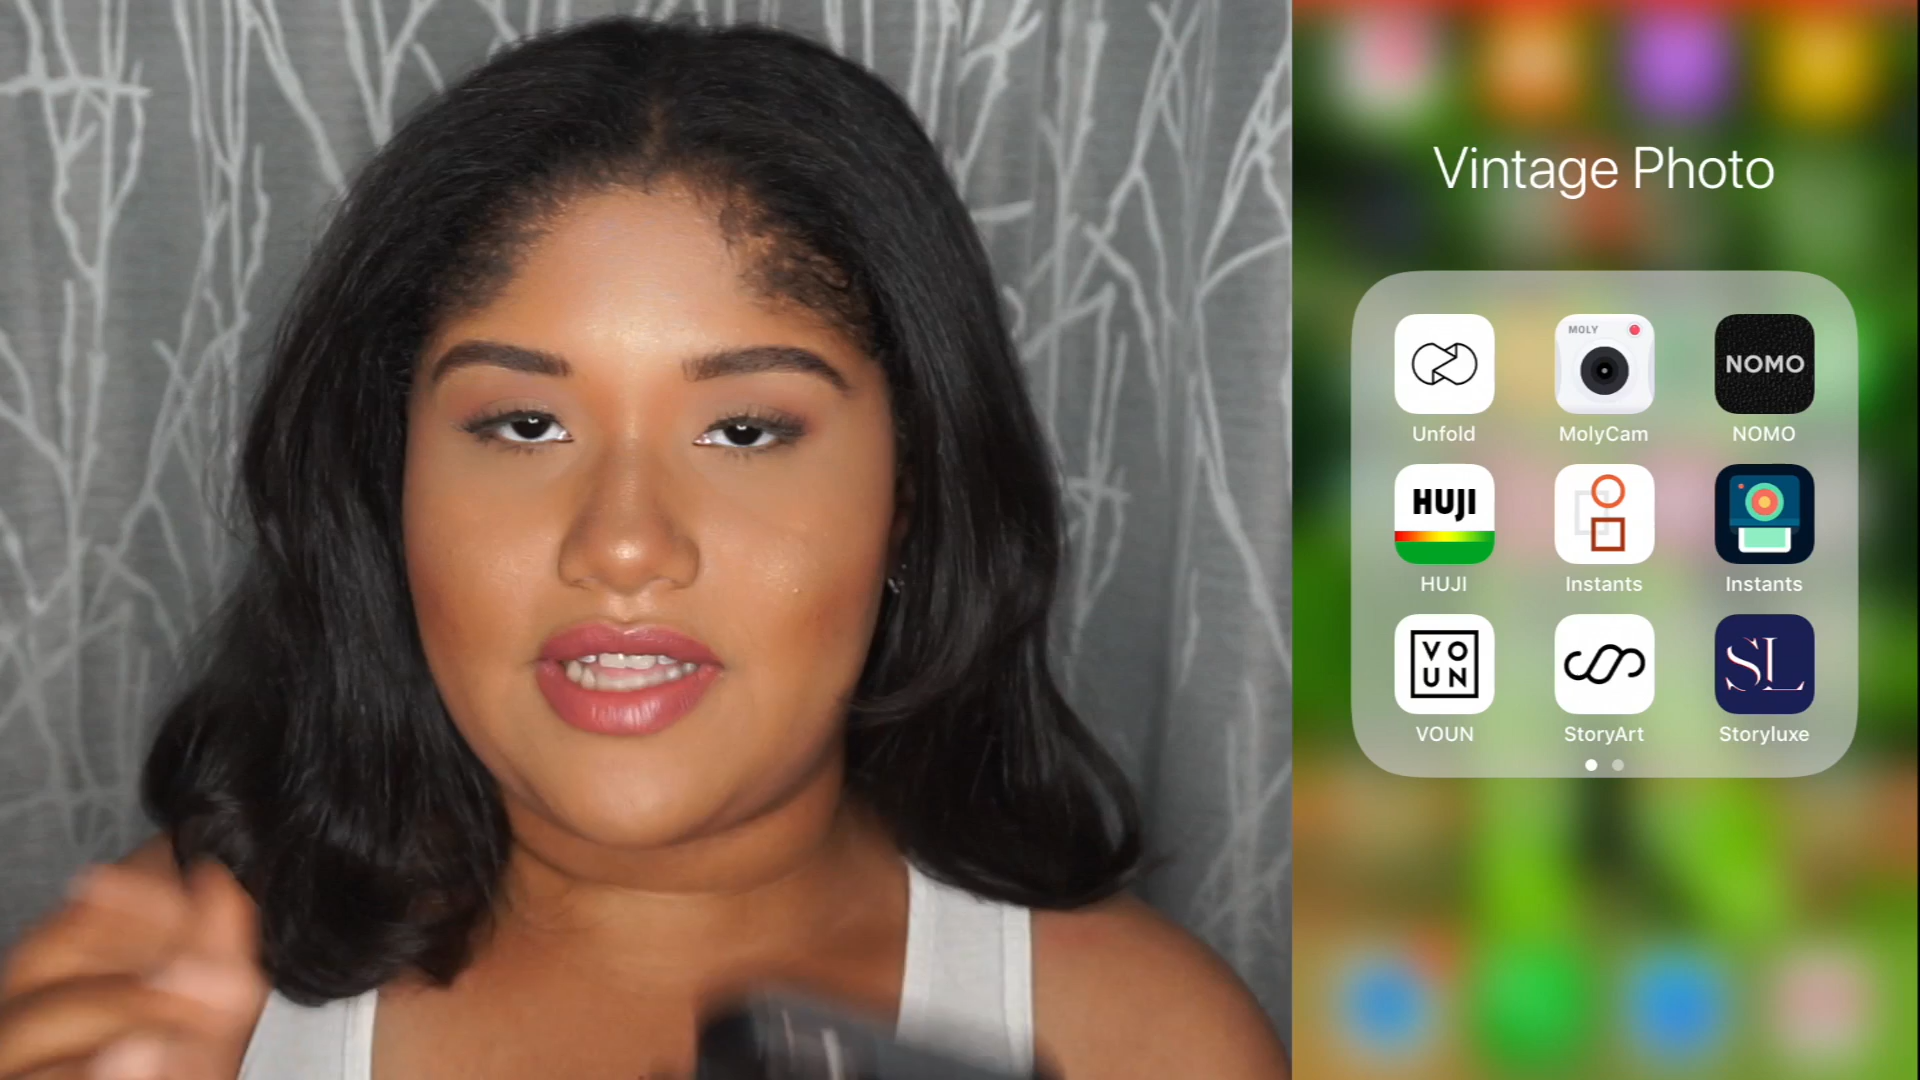 Vintage Photo
MOLY
NOMO
Unfold
MolyCam
NOMO
HUJI
HUJI
Instants
Instants
VO
UN
SL
VOUN
StoryArt
Storyluxe